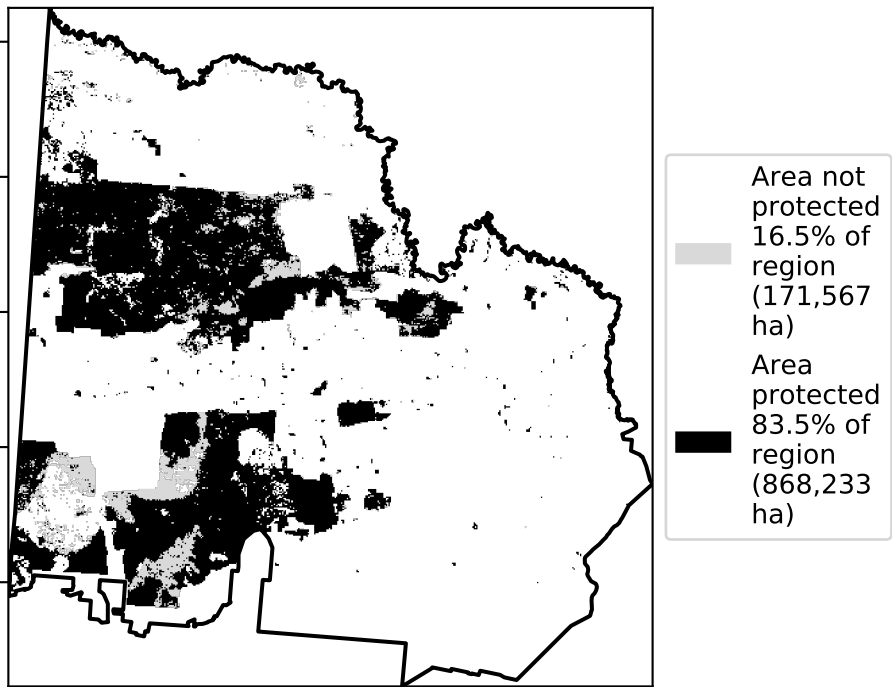 Area not
protected
16.5% of
region
(171,567
ha)
Area
protected
83.5% of
region
(868,233
ha)